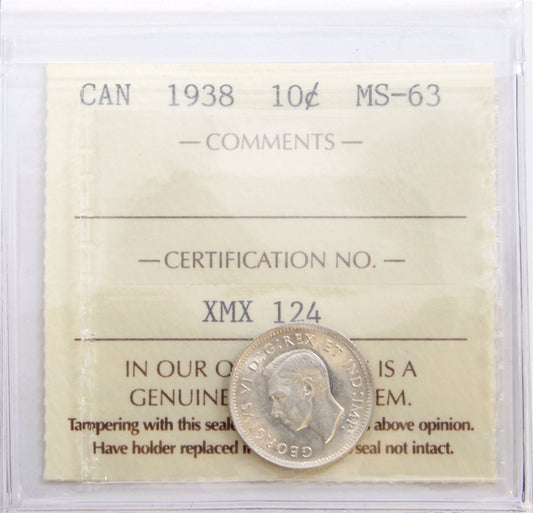 CAN 1938 10¢ MS-63
— COMMENTS —
— CERTIFICATION NO. —
XMX 124
IN OUR O IS A
GENUINE EM.
Tampering with this seal above opinion.
Have holder replaced seal not intact.
GEORGIVS VI D:G:REX ET IND:IMP: